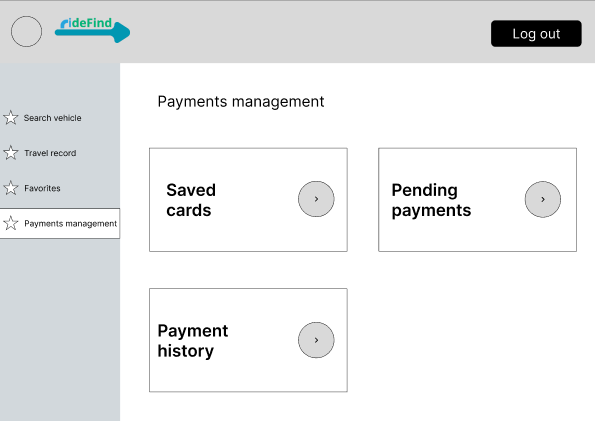 rideFind
Log out
Search vehicle
Travel record
Favorites
Payments management
Payments management
Saved
cards
Pending
payments
Payment
history